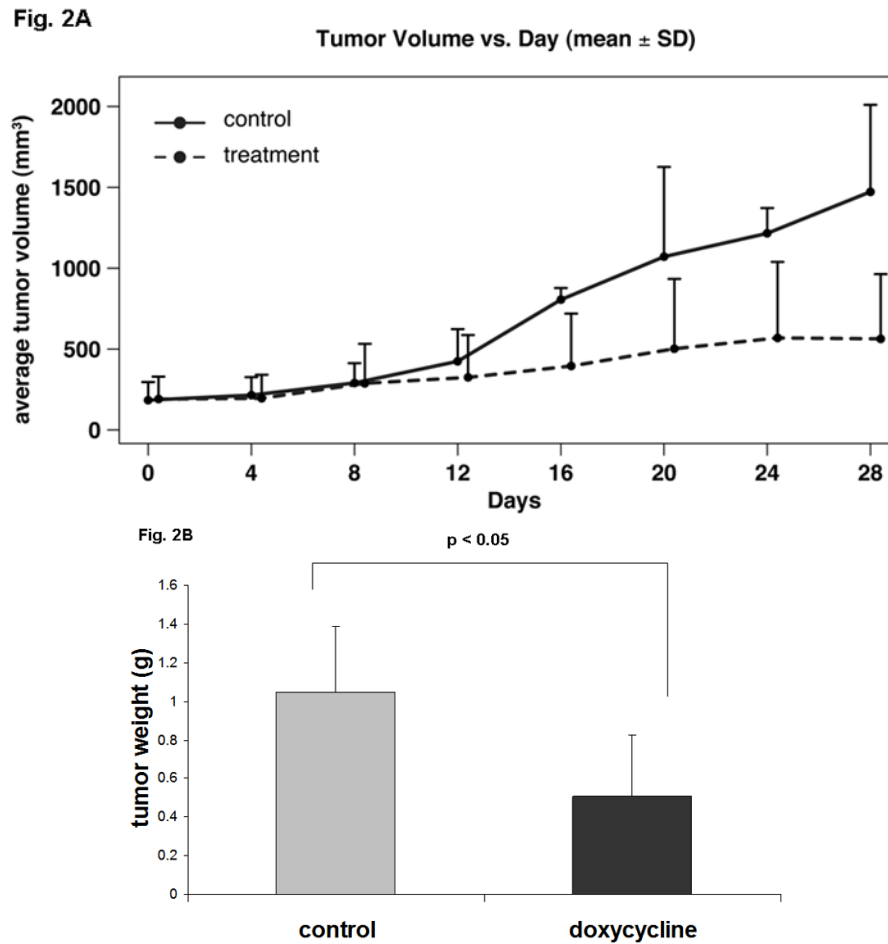 Fig. 2A
Tumor Volume vs. Day (mean ± SD)
average tumor volume (mm³)
2000
1500
1000
500
0
control
treatment
0 4 8 12 16 20 24 28
Days
Fig. 2B
p < 0.05
tumor weight (g)
1.6
1.4
1.2
1
0.8
0.6
0.4
0.2
0
control doxycycline